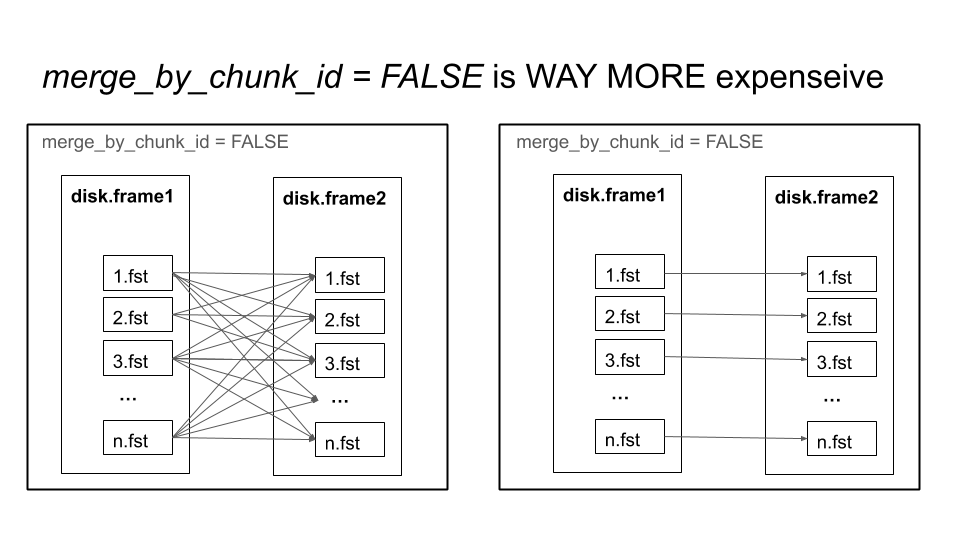 merge_by_chunk_id = FALSE is WAY MORE expenseive
merge_by_chunk_id = FALSE
disk.frame1
disk.frame2
1.fst
1.fst
2.fst
2.fst
3.fst
3.fst
...
...
n.fst
n.fst
merge_by_chunk_id = FALSE
disk.frame1
disk.frame2
1.fst
1.fst
2.fst
2.fst
3.fst
3.fst
...
...
n.fst
n.fst